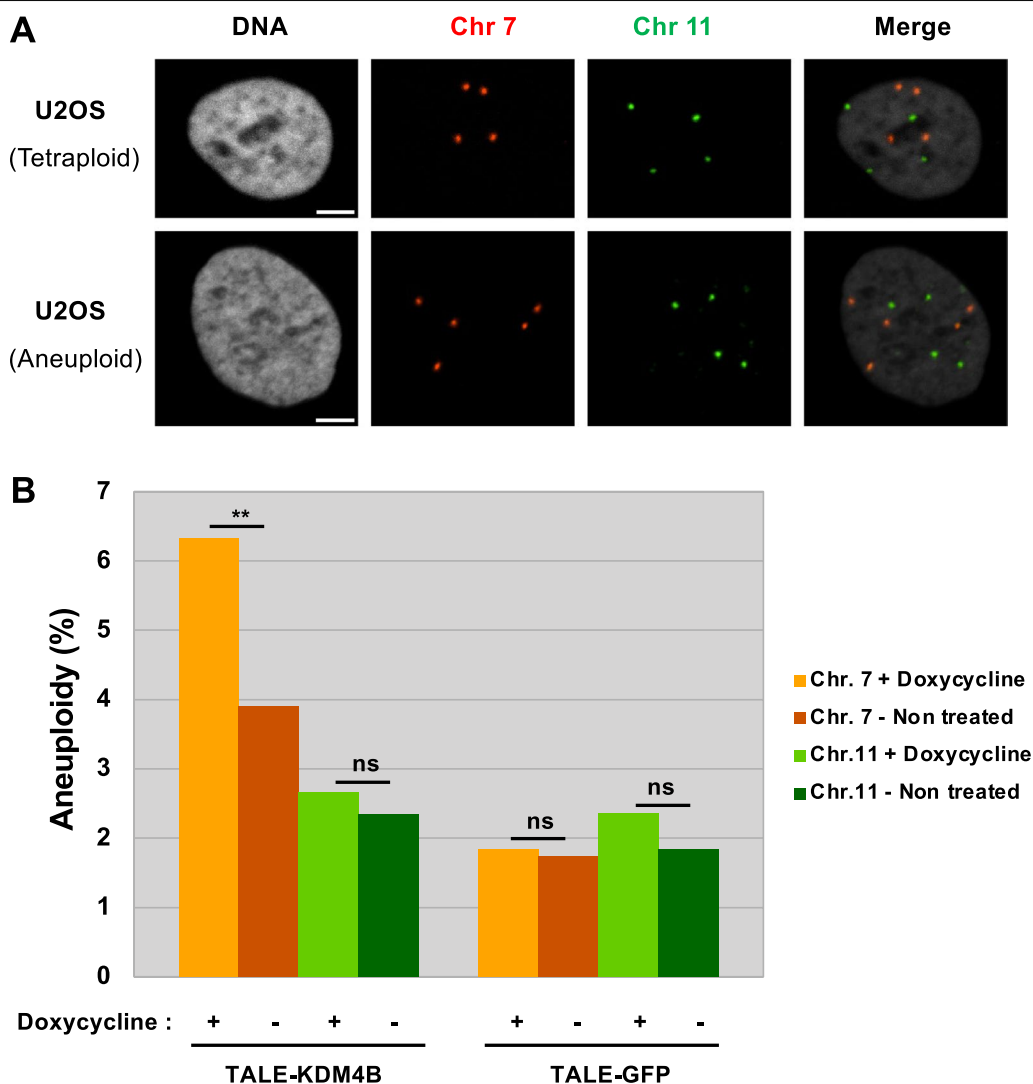 A
DNA
Chr 7
Chr 11
Merge
U2OS
(Tetraploid)
U2OS
(Aneuploid)
B
Aneuploidy (%)
7
6
5
4
3
2
1
0
**
ns
ns
ns
Chr. 7 + Doxycycline
Chr. 7 - Non treated
Chr.11 + Doxycycline
Chr.11 - Non treated
Doxycycline : + - + - + - + -
TALE-KDM4B
TALE-GFP